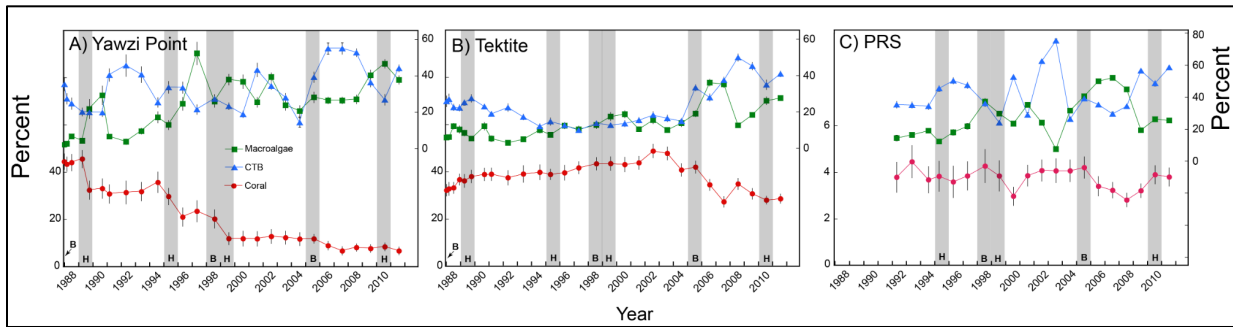 A) Yawzi Point
B) Tektite
C) PRS
Percent
40
20
0
60
40
20
0
Macroalgae
CTB
Coral
B
H
H
B
H
B
H
1988
1990
1992
1994
1996
1998
2000
2002
2004
2006
2008
2010
40
20
0
60
40
20
0
B
H
H
B
H
B
H
1988
1990
1992
1994
1996
1998
2000
2002
2004
2006
2008
2010
6
4
2
0
80
60
40
20
0
Percent
H
B
H
B
H
1988
1990
1992
1994
1996
1998
2000
2002
2004
2006
2008
2010
Year